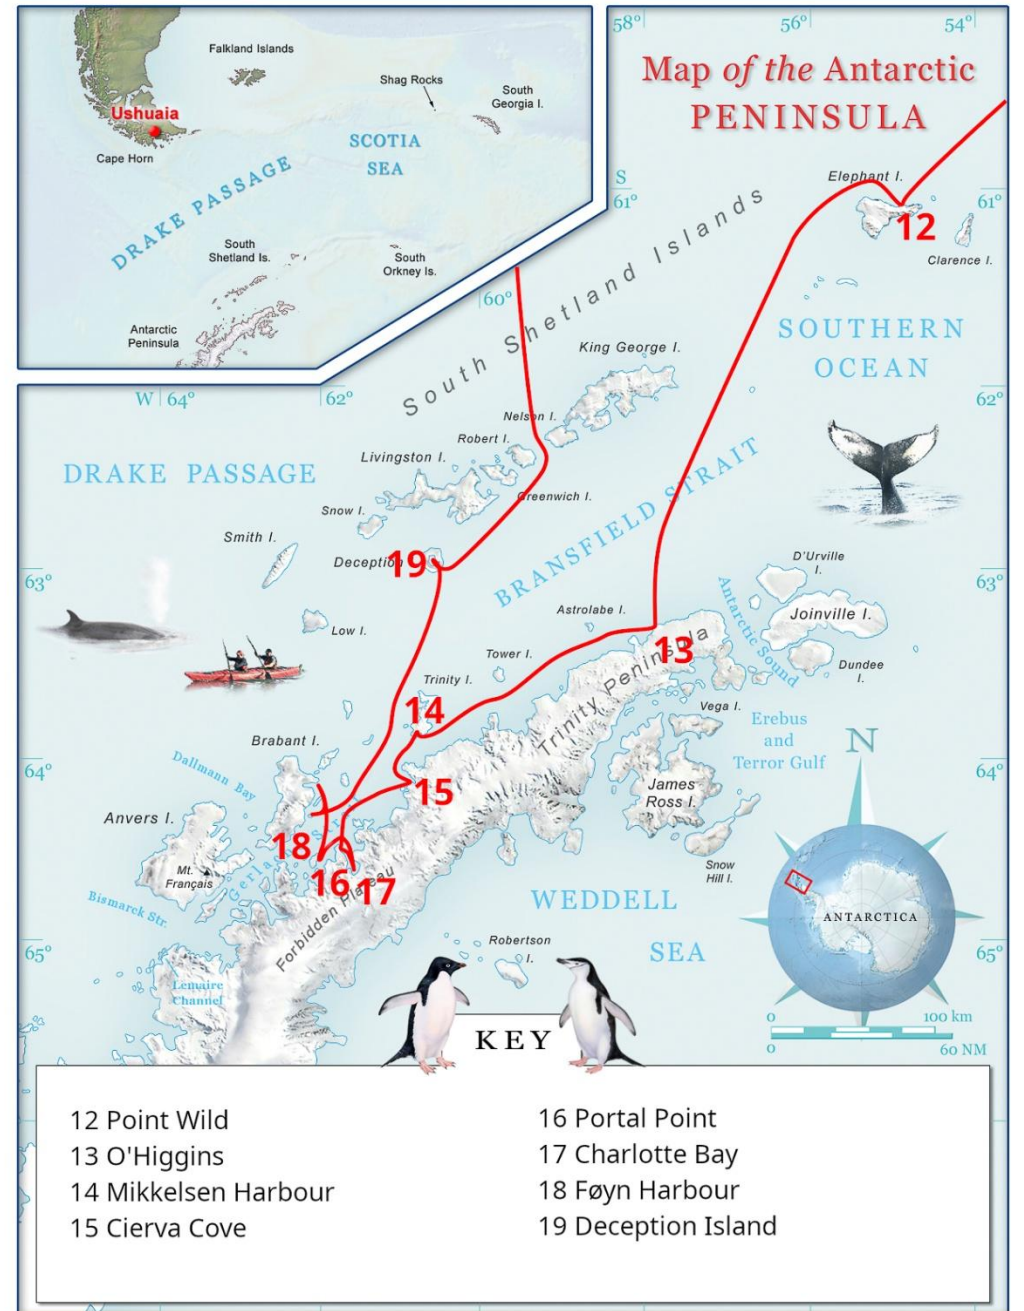 Falkland Islands
Shag Rocks
South
Georgia I.
Ushuaia
Cape Horn
SCOTIA
SEA
DRAKE PASSAGE
South
Shetland Is.
South
Orkney Is.
Antarctic
Peninsula
58°
56°
54°
Map of the Antarctic
PENINSULA
S
61°
61°
Elephant I.
12
Clarence I.
60°
South Shetland Islands
SOUTHERN
OCEAN
King George I.
W 64°
62°
62°
Nelson I.
Robert I.
Livingston I.
DRAKE PASSAGE
Greenwich I.
Snow I.
BRANSFIELD STRAIT
Smith I.
Deception
19
63°
63°
D'Urville
I.
Antarctic Sound
Joinville I.
Astrolabe I.
Low I.
13
Dundee
I.
Tower I.
Trinity I.
Trinity Peninsula
14
Vega I.
Erebus
and
Terror Gulf
N
Brabant I.
64°
64°
Dallmann Bay
15
James
Ross I.
Anvers I.
18
Snow
Hill I.
Mt.
Français
16
17
Forbidden Plateau
Bismarck Str.
WEDDELL
SEA
ANTARCTICA
65°
65°
Robertson
I.
Lemaire
Channel
0
100 km
0
60 NM
KEY
12 Point Wild
13 O'Higgins
14 Mikkelsen Harbour
15 Cierva Cove
16 Portal Point
17 Charlotte Bay
18 Føyn Harbour
19 Deception Island